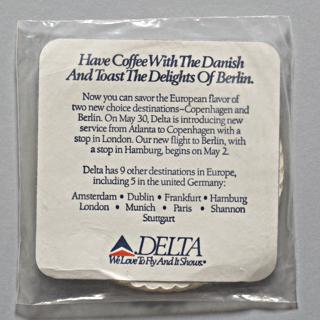 Have Coffee With The Danish
And Toast The Delights Of Berlin.
Now you can savor the European flavor of
two new choice destinations–Copenhagen and
Berlin. On May 30, Delta is introducing new
service from Atlanta to Copenhagen with a
stop in London. Our new flight to Berlin, with
a stop in Hamburg, begins on May 2.
Delta has 9 other destinations in Europe,
including 5 in the united Germany:
Amsterdam • Dublin • Frankfurt • Hamburg
London • Munich • Paris • Shannon
Stuttgart
DELTA
We Love To Fly And It Shows.